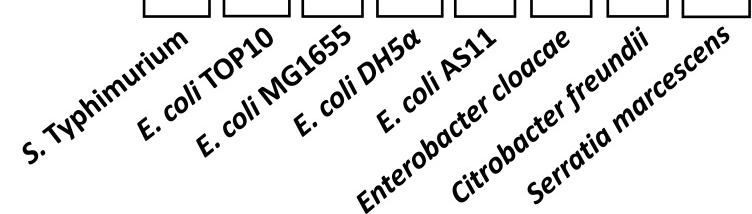 S. Typhimurium
E. coli TOP10
E. coli MG1655
E. coli DH5α
E. coli AS11
Enterobacter cloacae
Citrobacter freundii
Serratia marcescens